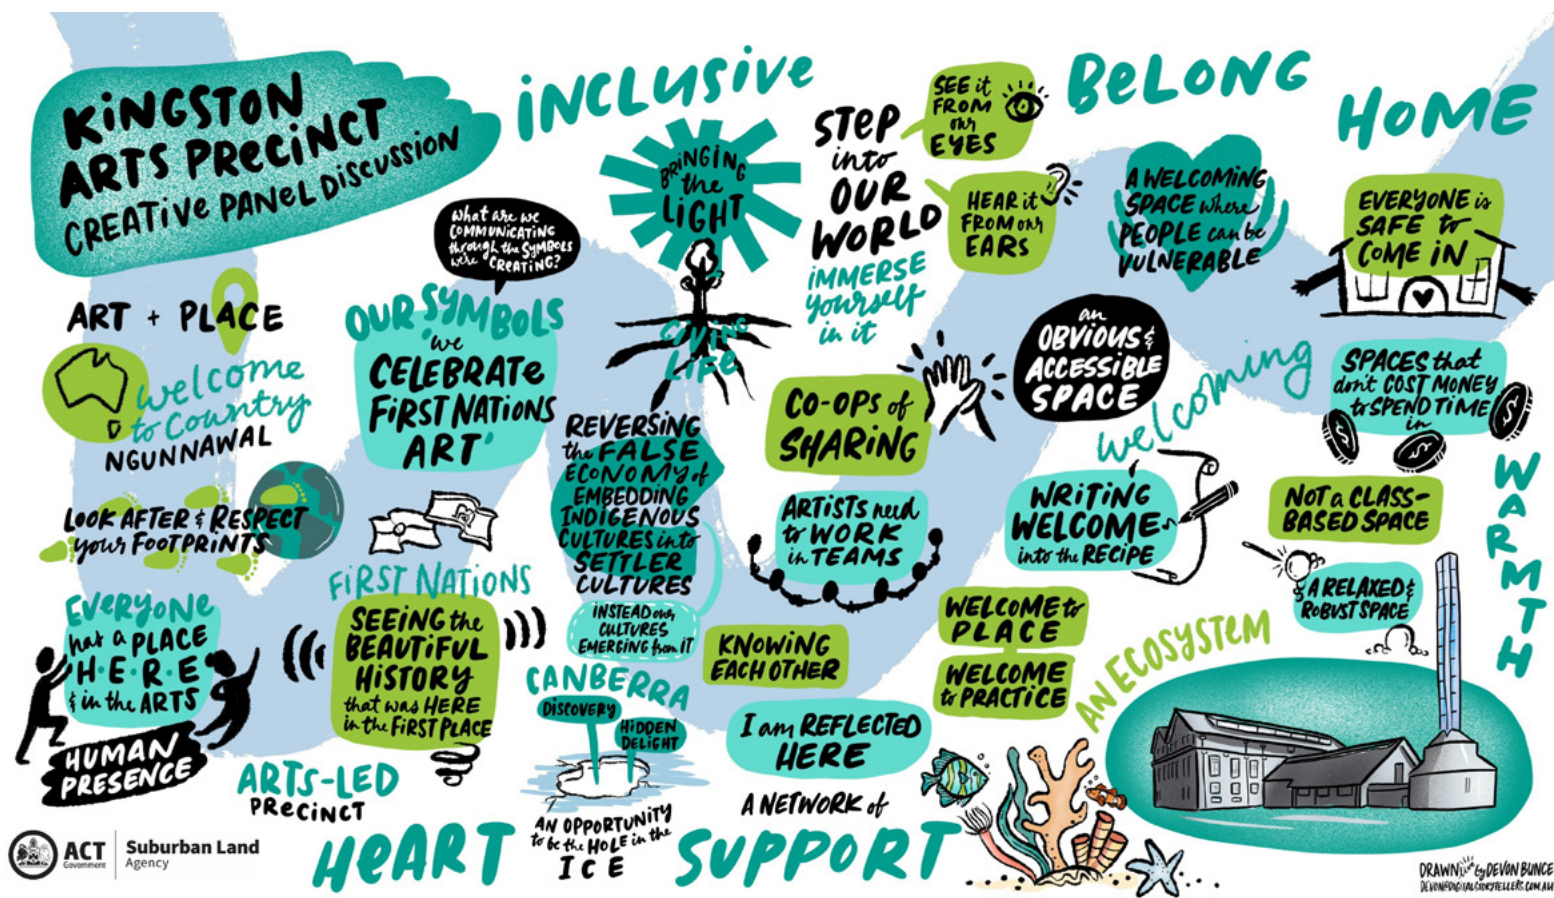 KiNGSTON
ARTS PRECiNCT
CREATiVE PANEL DiSCUSSION
ART + PLACE
welcome
to Country
NGUNNAWAL
LOOK AFTER & RESPECT
your FOOTPRINTS
EVERYONE
has a PLACE
H·E·R·E
& in the ARTS
HUMAN
PRESENCE
ARTS-LED
PRECINCT
ACT
Government
Suburban Land
Agency
iNCLUSiVE
What are we
COMMUNICATING
through the SYMBOLS
we're CREATING?
OUR SYMBOLS
"we
CELEBRATE
FiRST NATiONS
ART"
FiRST NATiONS
SEEING the
BEAUTiFUL
HiSTORY
that was HERE
in the FiRST PLACE
HEART
BRiNGiNG
the
LiGHT
GiViNG
LiFE
REVERSiNG
the FALSE
ECONOMY of
EMBEDDiNG
INDiGENOUS
CULTURES into
SETTLER
CULTURES
INSTEAD our
CULTURES
EMERGING from IT
CANBERRA
DiSCOVERY
HiDDEN
DELiGHT
AN OPPORTUNiTY
to be the HOLE in the
ICE
STEP
into
OUR
WORLD
iMMERSE
yourself
in it
SEE it
FROM
our
EYES
HEAR it
FROM our
EARS
CO-OPS of
SHARiNG
ARTiSTS need
to WORK
in TEAMS
KNOWiNG
EACH OTHER
I am REFLECTED
HERE
A NETWORK of
SUPPORT
BELONG
A WELCOMiNG
SPACE where
PEOPLE can be
VULNERABLE
an
OBViOUS &
ACCESSiBLE
SPACE
welcoming
WRiTiNG
WELCOME
into the RECiPE
WELCOME to
PLACE
WELCOME
to PRACTiCE
AN ECOSYSTEM
HOME
EVERYONE is
SAFE to
COME iN
SPACES that
don't COST MONEY
to SPEND TiME
in
NOT a CLASS-
BASED SPACE
A RELAXED &
ROBUST SPACE
WARMTH
DRAWN live by DEVON BUNCE
DEVON@DIGITALSTORYTELLERS.COM.AU